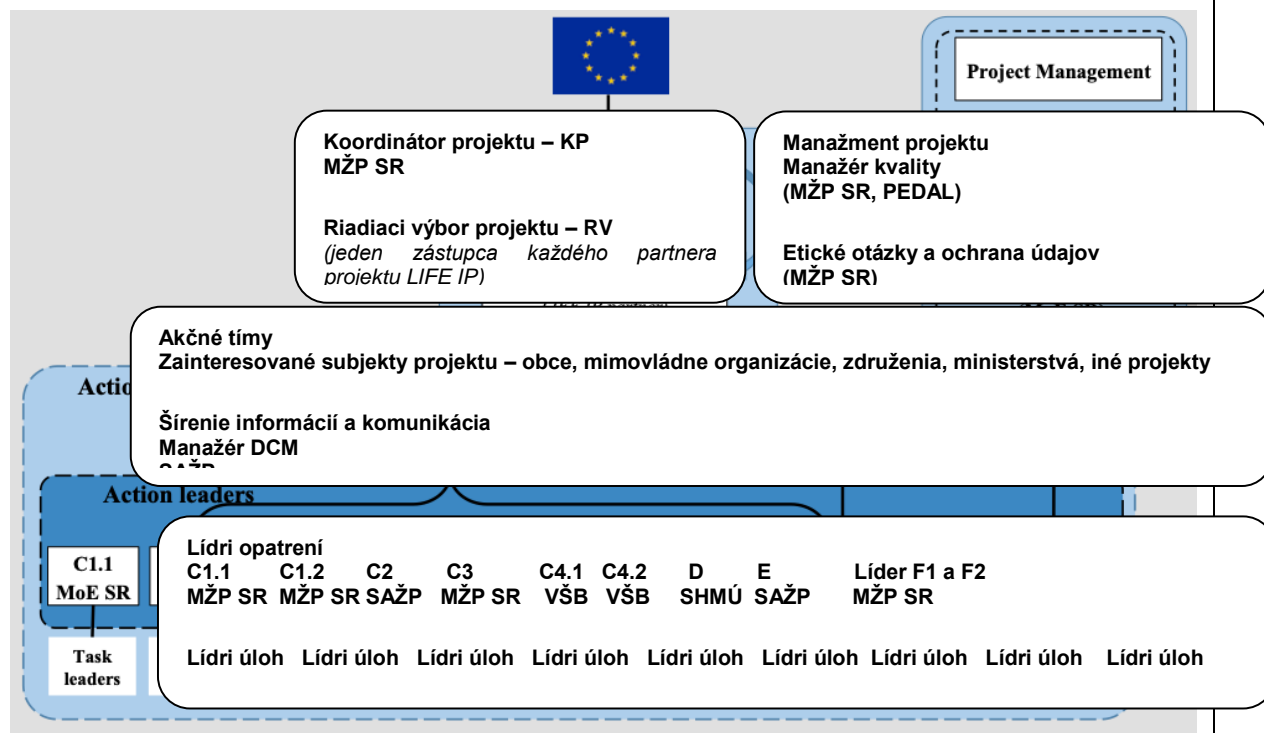 Project Management
Koordinátor projektu – KP
MŽP SR
Riadiaci výbor projektu – RV
(jeden zástupca každého partnera
projektu LIFE IP)
Manažment projektu
Manažér kvality
(MŽP SR, PEDAL)
Etické otázky a ochrana údajov
(MŽP SR)
Akčné tímy
Zainteresované subjekty projektu – obce, mimovládne organizácie, združenia, ministerstvá, iné projekty
Šírenie informácií a komunikácia
Manažér DCM
SAŽP
Actio
Action leaders
C1.1
MoE SR
Task
leaders
Lídri opatrení
C1.1 C1.2 C2 C3 C4.1 C4.2 D E Líder F1 a F2
MŽP SR MŽP SR SAŽP MŽP SR VŠB VŠB SHMÚ SAŽP MŽP SR
Lídri úloh Lídri úloh Lídri úloh Lídri úloh Lídri úloh Lídri úloh Lídri úloh Lídri úloh Lídri úloh